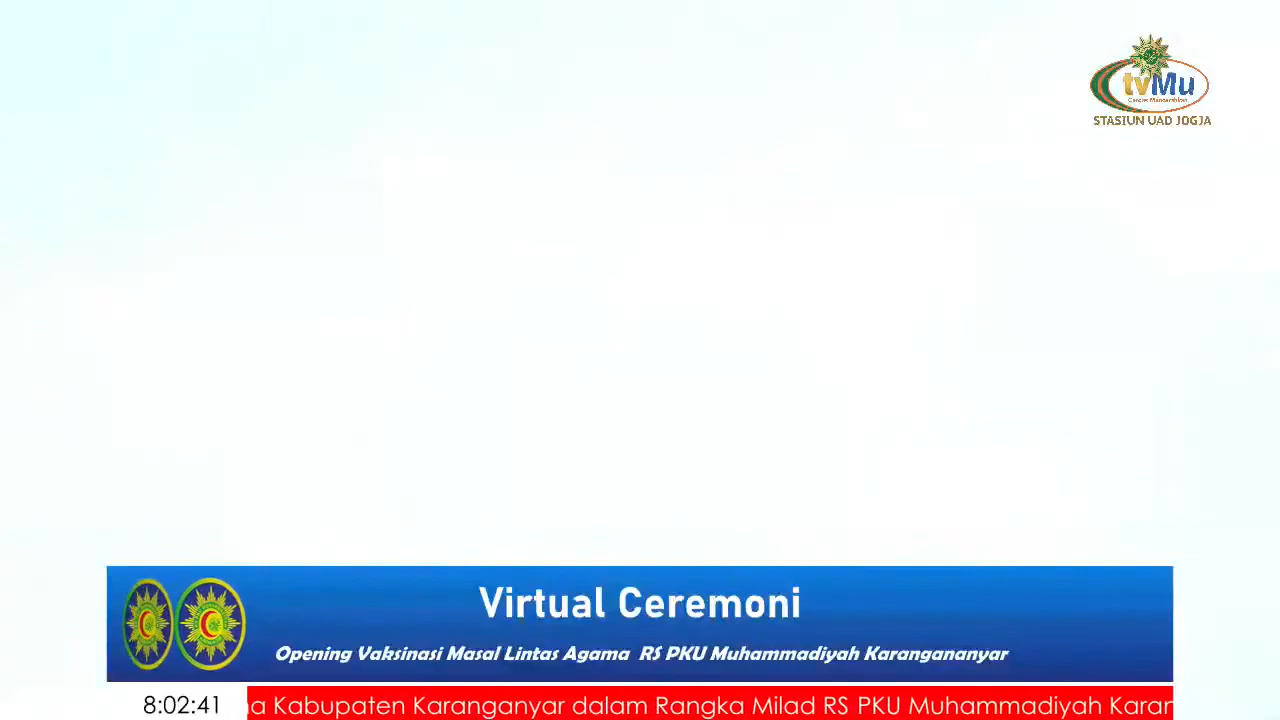 tvMu
STASIUN UAD JOGJA
Virtual Ceremoni
Opening Vaksinasi Masal Lintas Agama RS PKU Muhammadiyah Karangananyar
8:02:41
Kabupaten Karanganyar dalam Rangka Milad RS PKU Muhammadiyah Karan